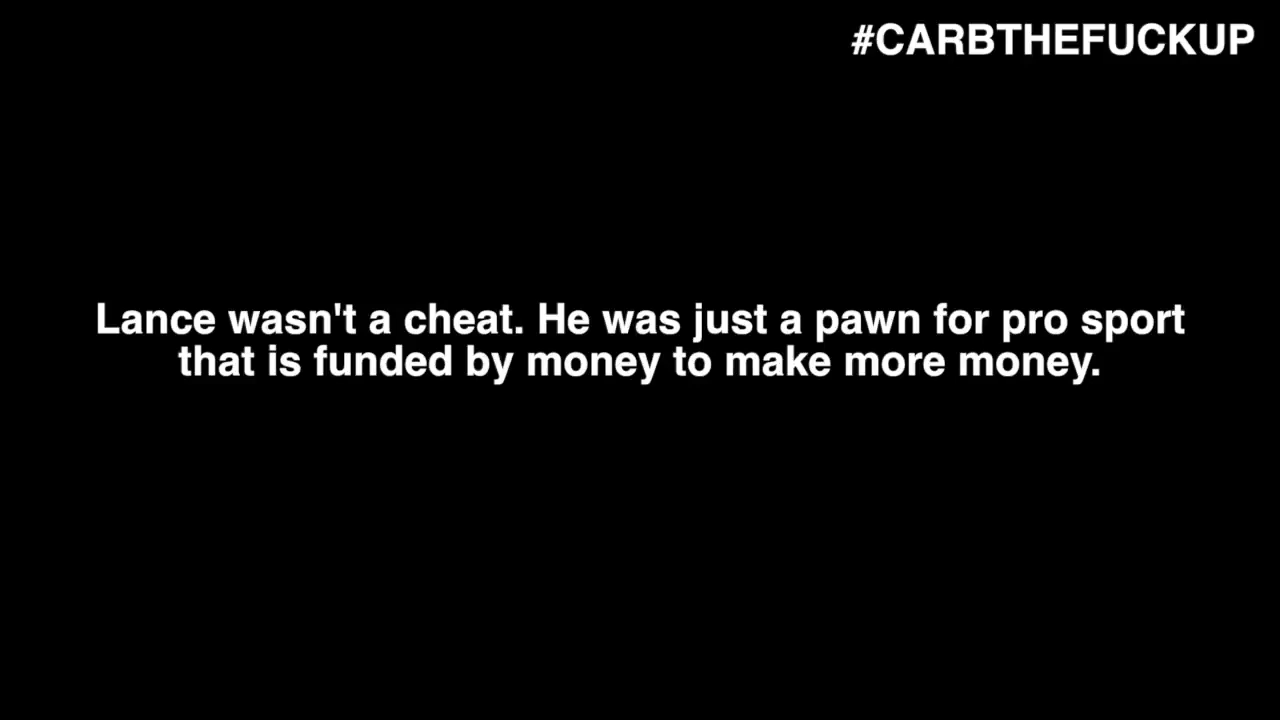 #CARBTHEFUCKUP
Lance wasn't a cheat. He was just a pawn for pro sport
that is funded by money to make more money.